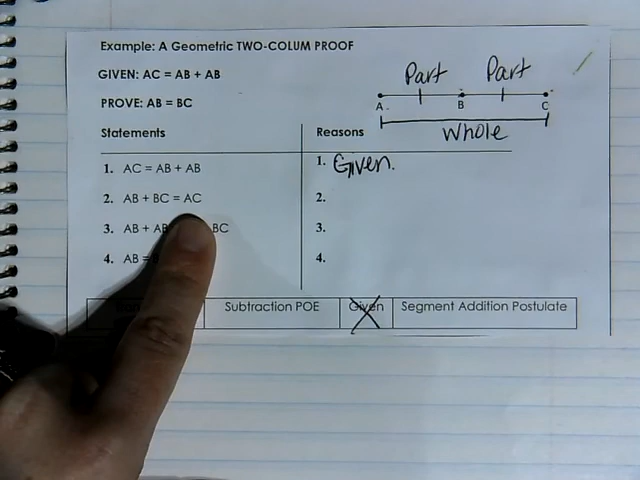 Example: A Geometric TWO-COLUM PROOF
GIVEN: AC = AB + AB
PROVE: AB = BC
Part Part
A B C
Whole
Statements Reasons
1. AC = AB + AB 1. Given.
2. AB + BC = AC 2.
3. AB + AB BC 3.
4. AB = 4.
Subtraction POE Given Segment Addition Postulate